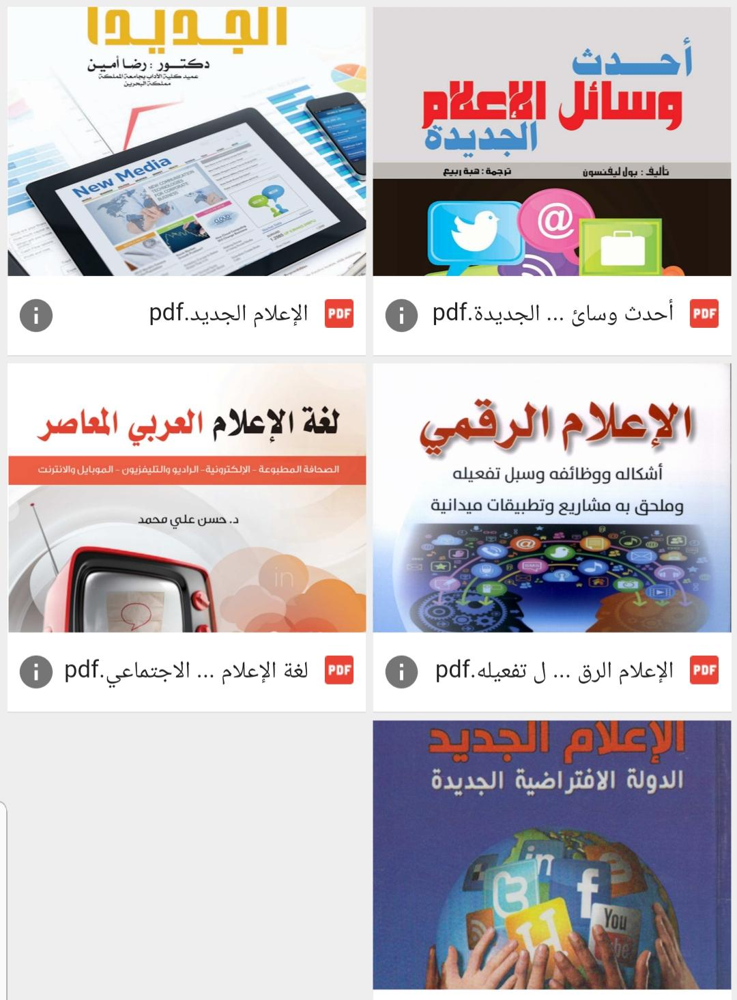 أحدث
وسائل الإعلام
الجديدة
تأليف : بول ليفنسون
ترجمة : هبة ربيع
@
PDF أحدث وسائ ... الجديدة.pdf
الجديد
دكتور : رضا أمين
عميد كلية الآداب بجامعة المملكة
مملكة البحرين
New Media
NEW COMMUNICATION
TECHNOLOGIES
FOR CORPORATE
BUSINESS
PDF الإعلام الجديد.pdf
الإعلام الرقمي
أشكاله ووظائفه وسبل تفعيله
وملحق به مشاريع وتطبيقات ميدانية
@
SMS
PDF الإعلام الرق ... ل تفعيله.pdf
لغة الإعلام العربي المعاصر
الصحافة المطبوعة - الإلكترونية - الراديو والتليفزيون - الموبايل والانترنت
د. حسن علي محمد
in
PDF لغة الإعلام ... الاجتماعي.pdf
الإعلام الجديد
الدولة الافتراضية الجديدة
in
f
You